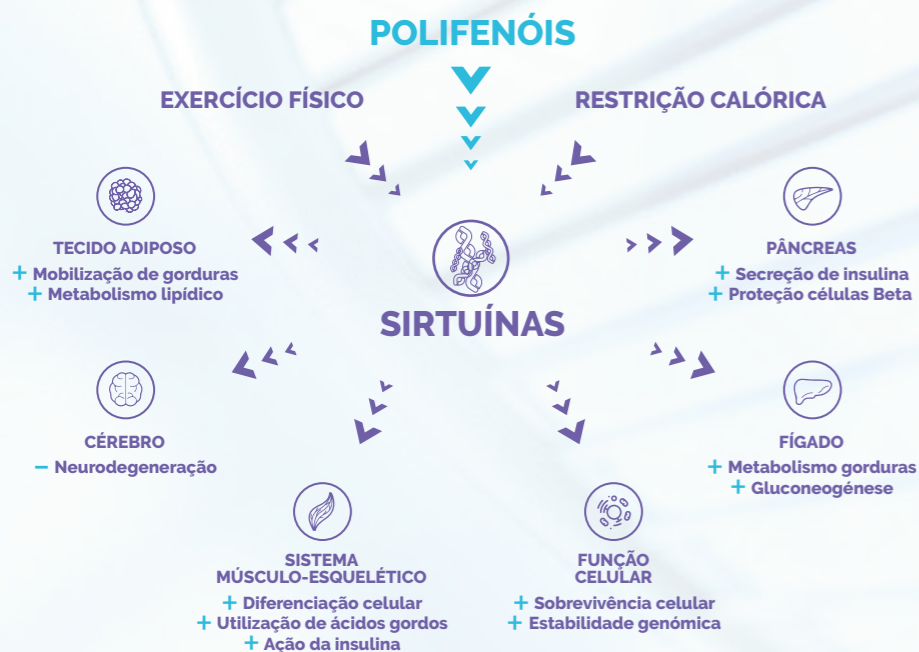 POLIFENÓIS
EXERCÍCIO FÍSICO
RESTRIÇÃO CALÓRICA
TECIDO ADIPOSO
+ Mobilização de gorduras
+ Metabolismo lipídico
PÂNCREAS
+ Secreção de insulina
+ Proteção células Beta
SIRTUÍNAS
CÉREBRO
– Neurodegeneração
FÍGADO
+ Metabolismo gorduras
+ Gluconeogénese
SISTEMA
MÚSCULO-ESQUELÉTICO
+ Diferenciação celular
+ Utilização de ácidos gordos
+ Ação da insulina
FUNÇÃO
CELULAR
+ Sobrevivência celular
+ Estabilidade genómica